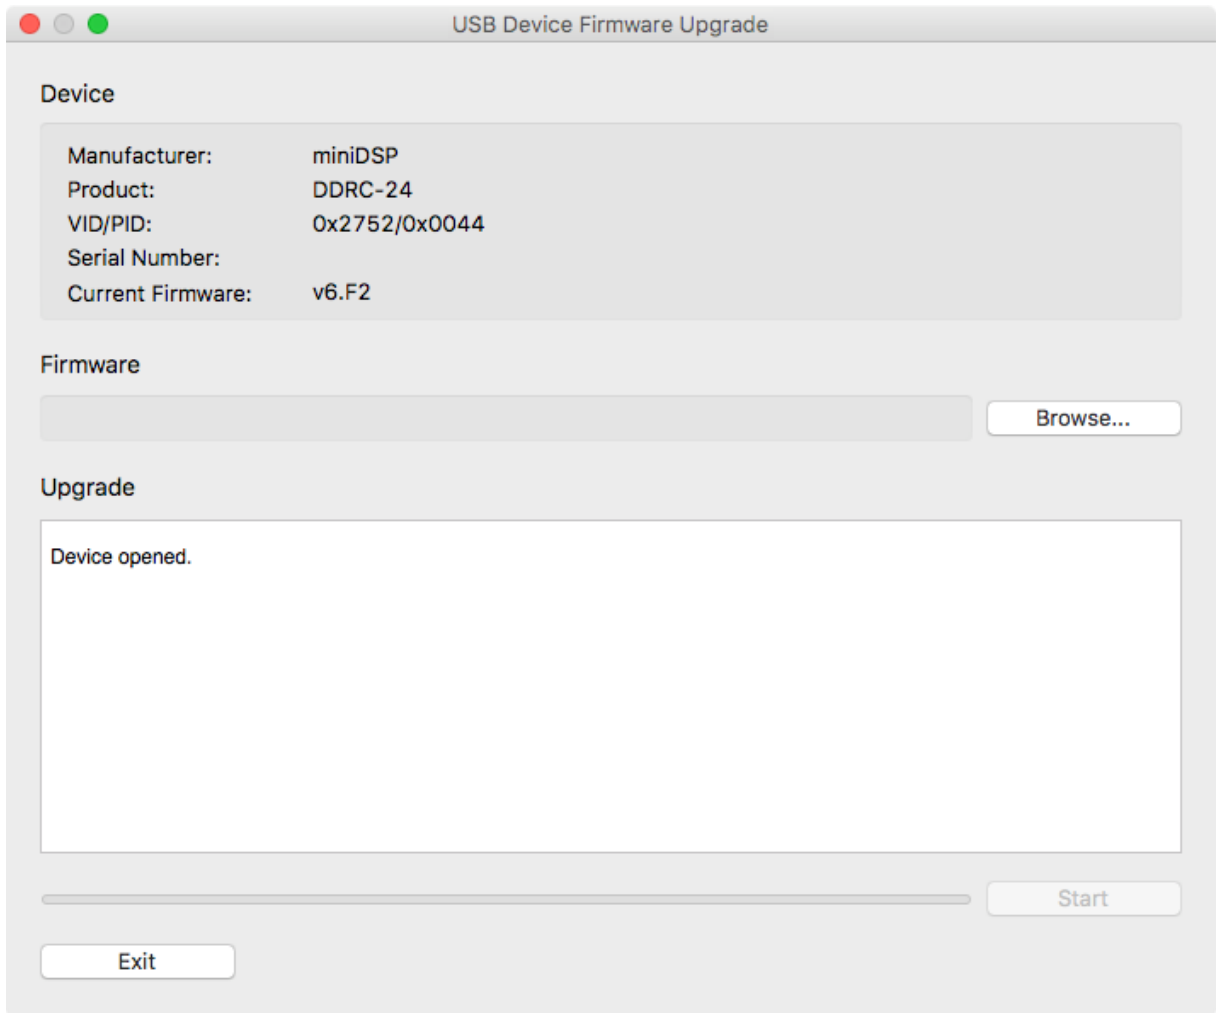 USB Device Firmware Upgrade
Device
Manufacturer: miniDSP
Product: DDRC-24
VID/PID: 0x2752/0x0044
Serial Number:
Current Firmware: v6.F2
Firmware
Browse...
Upgrade
Device opened.
Start
Exit